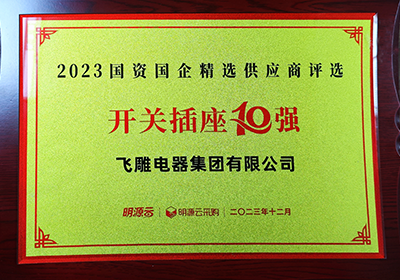 2023国资国企精选供应商评选
开关插座10强
飞雕电器集团有限公司
明源云 明源云采购 二〇二三年十二月